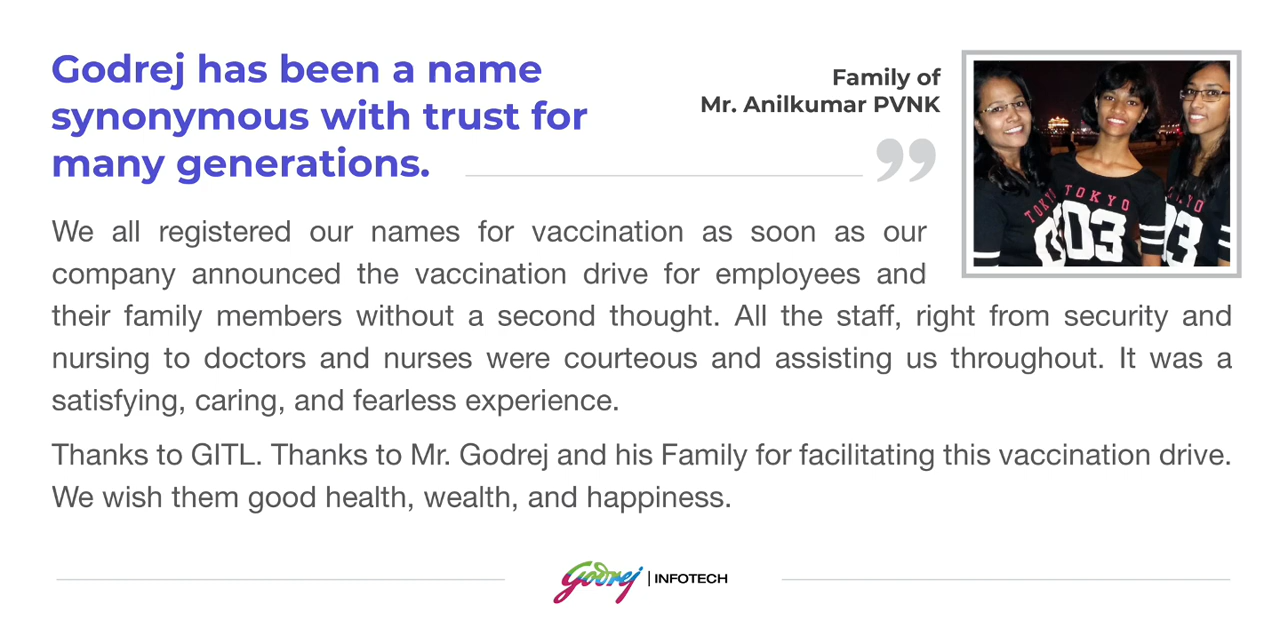 Godrej has been a name
synonymous with trust for
many generations.
Family of
Mr. Anilkumar PVNK
”
TOKYO
03
TOKYO
003
KYO
3
We all registered our names for vaccination as soon as our
company announced the vaccination drive for employees and
their family members without a second thought. All the staff, right from security and
nursing to doctors and nurses were courteous and assisting us throughout. It was a
satisfying, caring, and fearless experience.
Thanks to GITL. Thanks to Mr. Godrej and his Family for facilitating this vaccination drive.
We wish them good health, wealth, and happiness.
Godrej | INFOTECH